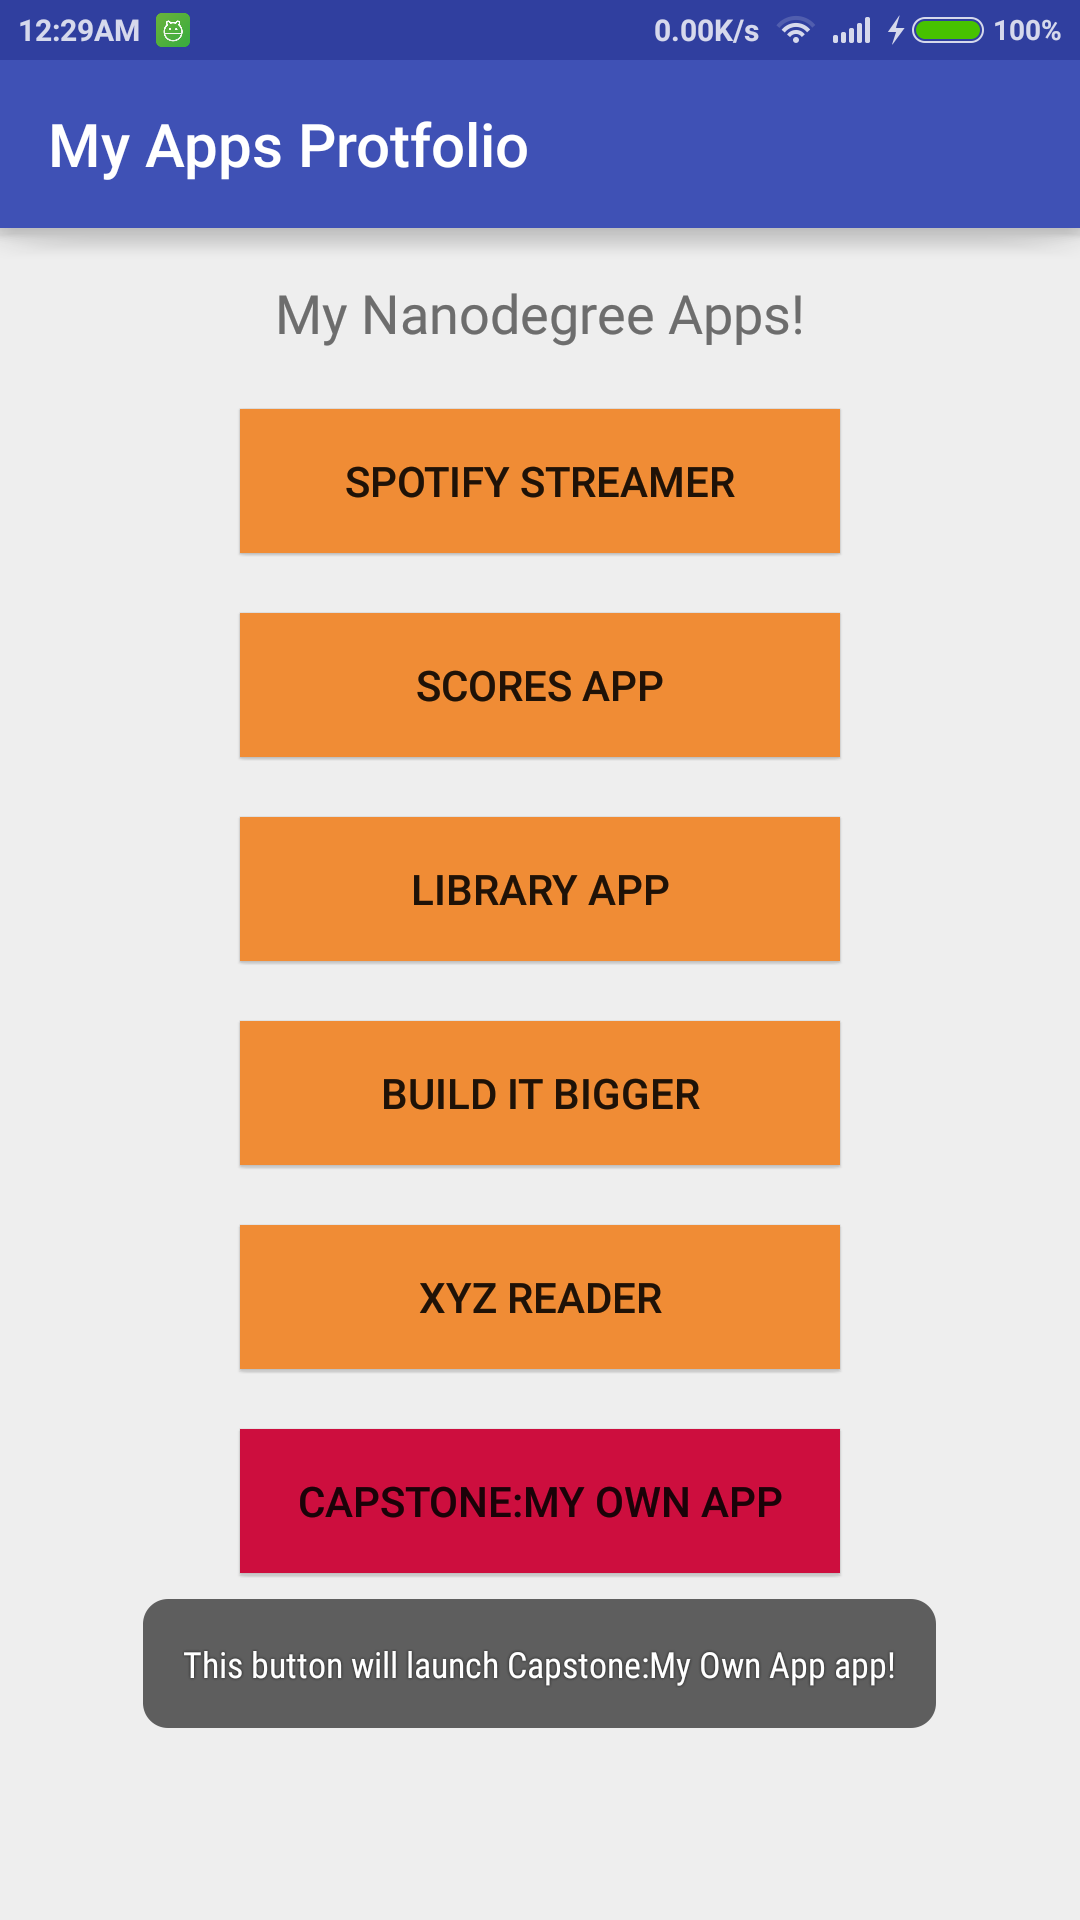 12:29AM 0.00K/s 100%
My Apps Protfolio
My Nanodegree Apps!
SPOTIFY STREAMER
SCORES APP
LIBRARY APP
BUILD IT BIGGER
XYZ READER
CAPSTONE:MY OWN APP
This button will launch Capstone:My Own App app!